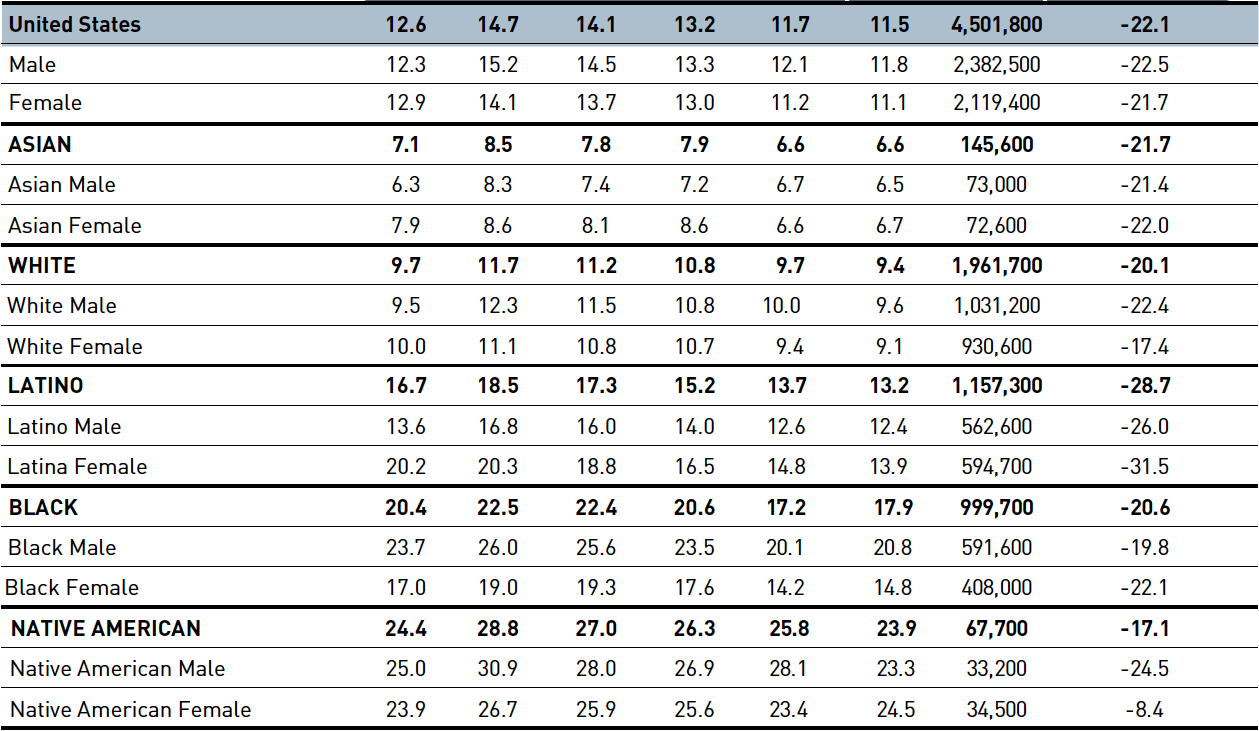 United States 12.6 14.7 14.1 13.2 11.7 11.5 4,501,800 -22.1
Male 12.3 15.2 14.5 13.3 12.1 11.8 2,382,500 -22.5
Female 12.9 14.1 13.7 13.0 11.2 11.1 2,119,400 -21.7
ASIAN 7.1 8.5 7.8 7.9 6.6 6.6 145,600 -21.7
Asian Male 6.3 8.3 7.4 7.2 6.7 6.5 73,000 -21.4
Asian Female 7.9 8.6 8.1 8.6 6.6 6.7 72,600 -22.0
WHITE 9.7 11.7 11.2 10.8 9.7 9.4 1,961,700 -20.1
White Male 9.5 12.3 11.5 10.8 10.0 9.6 1,031,200 -22.4
White Female 10.0 11.1 10.8 10.7 9.4 9.1 930,600 -17.4
LATINO 16.7 18.5 17.3 15.2 13.7 13.2 1,157,300 -28.7
Latino Male 13.6 16.8 16.0 14.0 12.6 12.4 562,600 -26.0
Latina Female 20.2 20.3 18.8 16.5 14.8 13.9 594,700 -31.5
BLACK 20.4 22.5 22.4 20.6 17.2 17.9 999,700 -20.6
Black Male 23.7 26.0 25.6 23.5 20.1 20.8 591,600 -19.8
Black Female 17.0 19.0 19.3 17.6 14.2 14.8 408,000 -22.1
NATIVE AMERICAN 24.4 28.8 27.0 26.3 25.8 23.9 67,700 -17.1
Native American Male 25.0 30.9 28.0 26.9 28.1 23.3 33,200 -24.5
Native American Female 23.9 26.7 25.9 25.6 23.4 24.5 34,500 -8.4